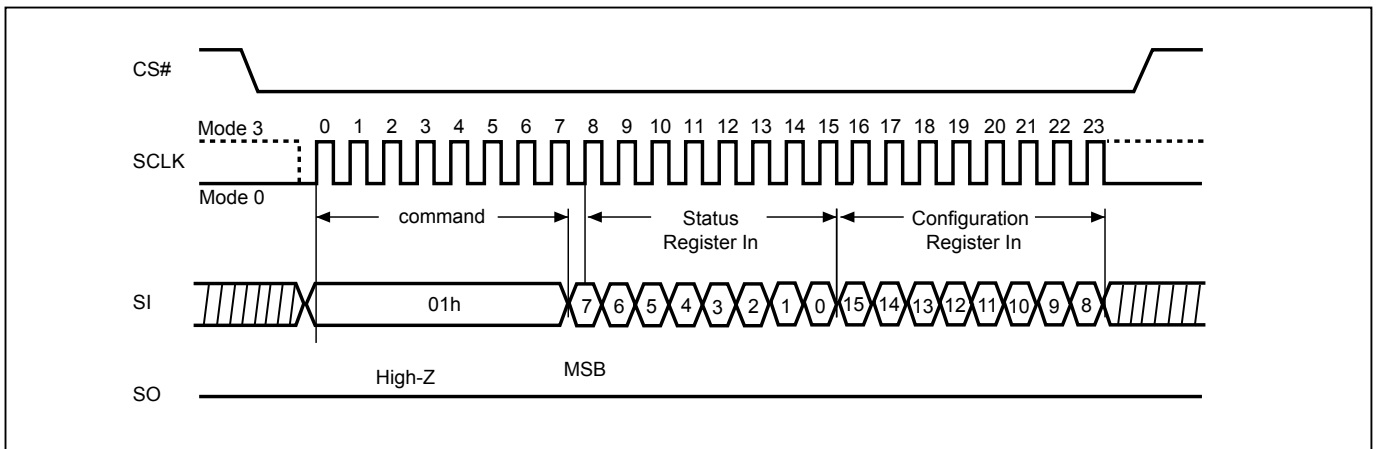 CS#
Mode 3 0 1 2 3 4 5 6 7 8 9 10 11 12 13 14 15 16 17 18 19 20 21 22 23
SCLK
Mode 0
command Status Configuration
Register In Register In
SI 01h 7 6 5 4 3 2 1 0 15 14 13 12 11 10 9 8
High-Z MSB
SO